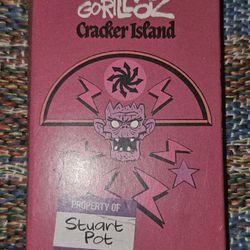 GORILLAZ
Cracker Island
PROPERTY OF
Stuart
Pot